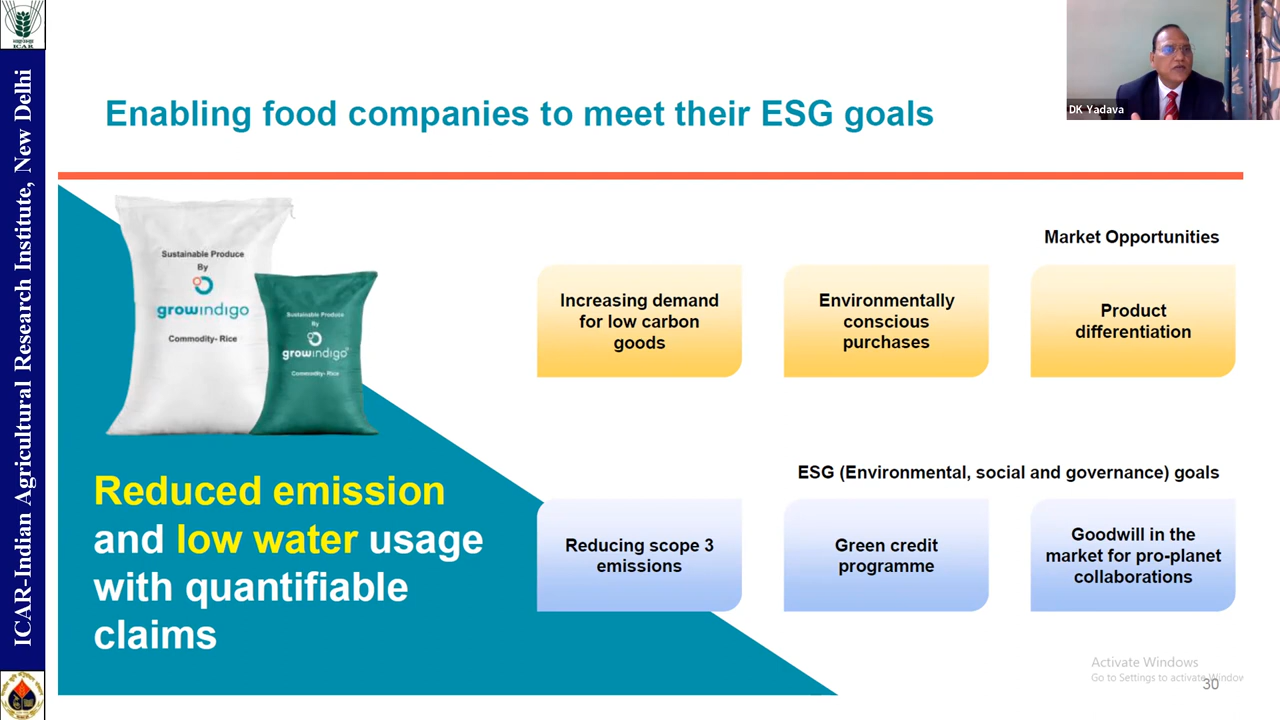 ICAR
ICAR-Indian Agricultural Research Institute, New Delhi
DK Yadava
Enabling food companies to meet their ESG goals
Sustainable Produce
By
growindigo
Commodity- Rice
Sustainable Produce
By
growindigo
Commodity- Rice
Reduced emission
and low water usage
with quantifiable
claims
Market Opportunities
Increasing demand
for low carbon
goods
Environmentally
conscious
purchases
Product
differentiation
ESG (Environmental, social and governance) goals
Reducing scope 3
emissions
Green credit
programme
Goodwill in the
market for pro-planet
collaborations
Activate Windows
Go to Settings to activate Window
30